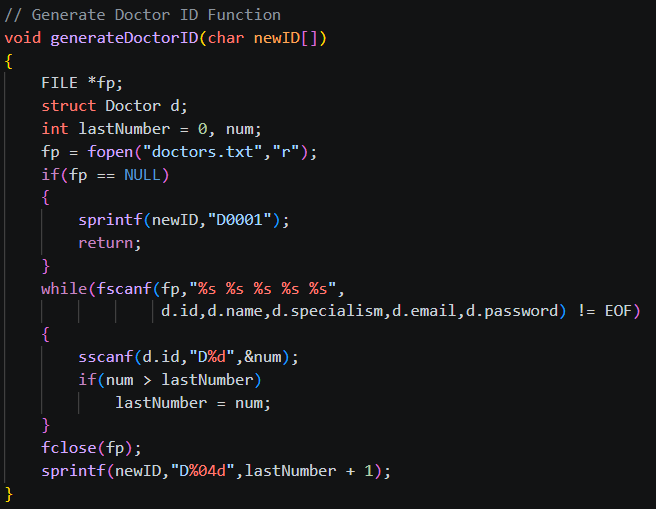 // Generate Doctor ID Function
void generateDoctorID(char newID[])
{
    FILE *fp;
    struct Doctor d;
    int lastNumber = 0, num;
    fp = fopen("doctors.txt","r");
    if(fp == NULL)
    {
        sprintf(newID,"D0001");
        return;
    }
    while(fscanf(fp,"%s %s %s %s %s",
                 d.id,d.name,d.specialism,d.email,d.password) != EOF)
    {
        sscanf(d.id,"D%d",&num);
        if(num > lastNumber)
            lastNumber = num;
    }
    fclose(fp);
    sprintf(newID,"D%04d",lastNumber + 1);
}